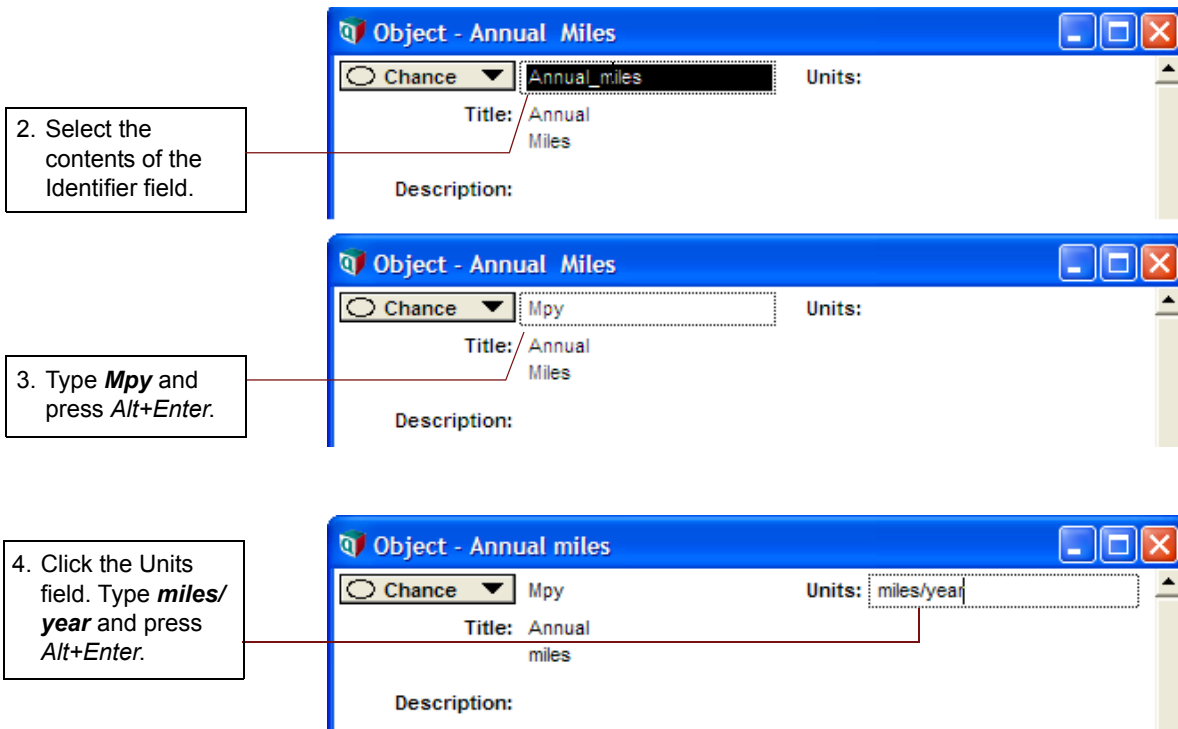 Object - Annual Miles
Chance Annual_miles Units:
Title: Annual
Miles
Description:
2. Select the
contents of the
Identifier field.
Object - Annual Miles
Chance Mpy Units:
Title: Annual
Miles
Description:
3. Type Mpy and
press Alt+Enter.
Object - Annual miles
Chance Mpy Units: miles/year
Title: Annual
miles
Description:
4. Click the Units
field. Type miles/
year and press
Alt+Enter.